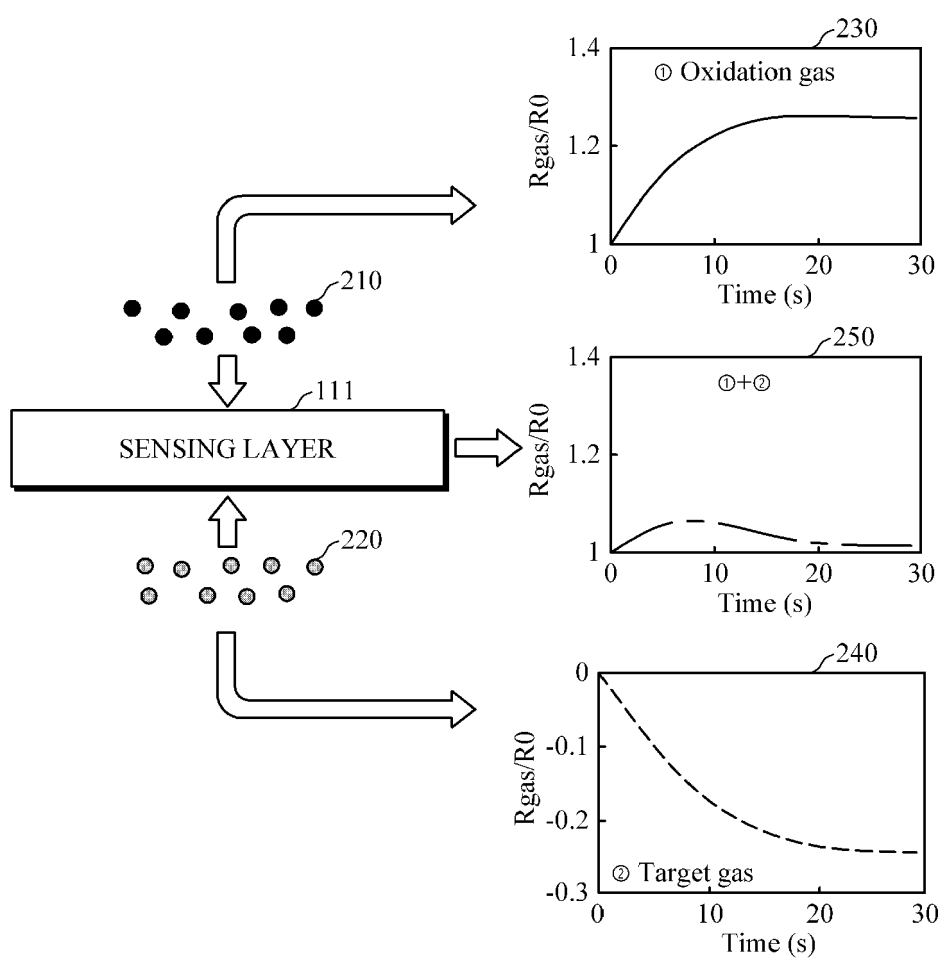 230
1.4
① Oxidation gas
Rgas/R0
1.2
1
0 10 20 30
Time (s)
210
250
1.4
①+②
Rgas/R0
1.2
1
0 10 20 30
Time (s)
111
SENSING LAYER
220
240
0
-0.1
Rgas/R0
-0.2
② Target gas
-0.3
0 10 20 30
Time (s)